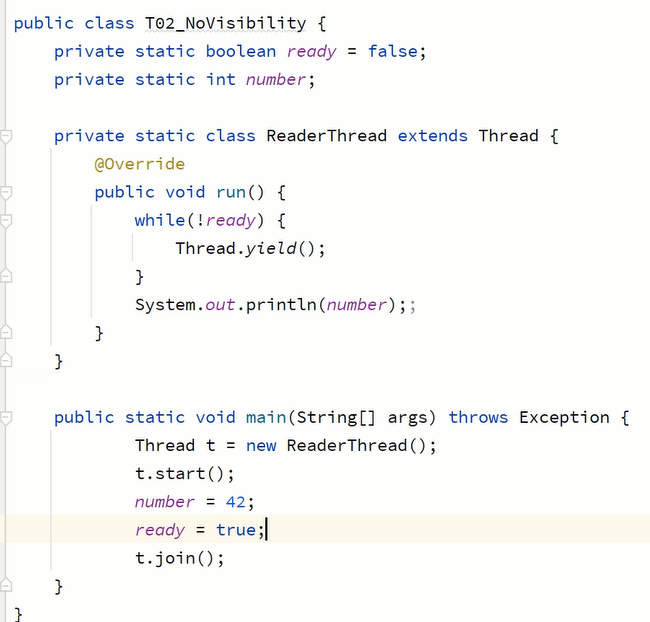 public class T02_NoVisibility {
    private static boolean ready = false;
    private static int number;

    private static class ReaderThread extends Thread {
        @Override
        public void run() {
            while(!ready) {
                Thread.yield();
            }
            System.out.println(number);;
        }
    }

    public static void main(String[] args) throws Exception {
            Thread t = new ReaderThread();
            t.start();
            number = 42;
            ready = true;
            t.join();
    }
}